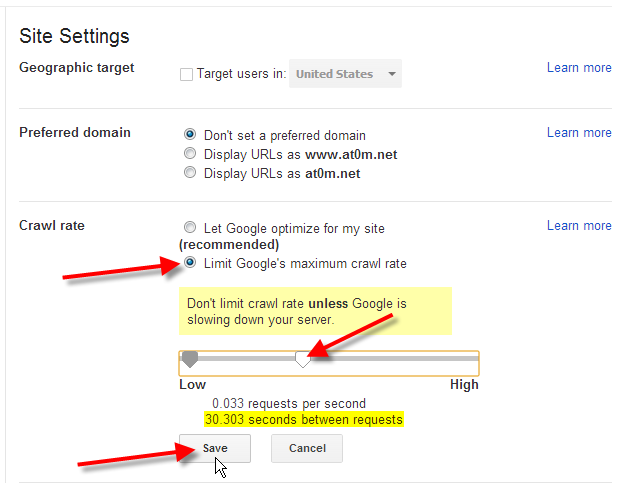 Site Settings
Geographic target
Target users in: United States
Learn more
Preferred domain
Don't set a preferred domain
Learn more
Display URLs as www.at0m.net
Display URLs as at0m.net
Crawl rate
Let Google optimize for my site
Learn more
(recommended)
Limit Google's maximum crawl rate
Don't limit crawl rate unless Google is
slowing down your server.
Low High
0.033 requests per second
30.303 seconds between requests
Save Cancel